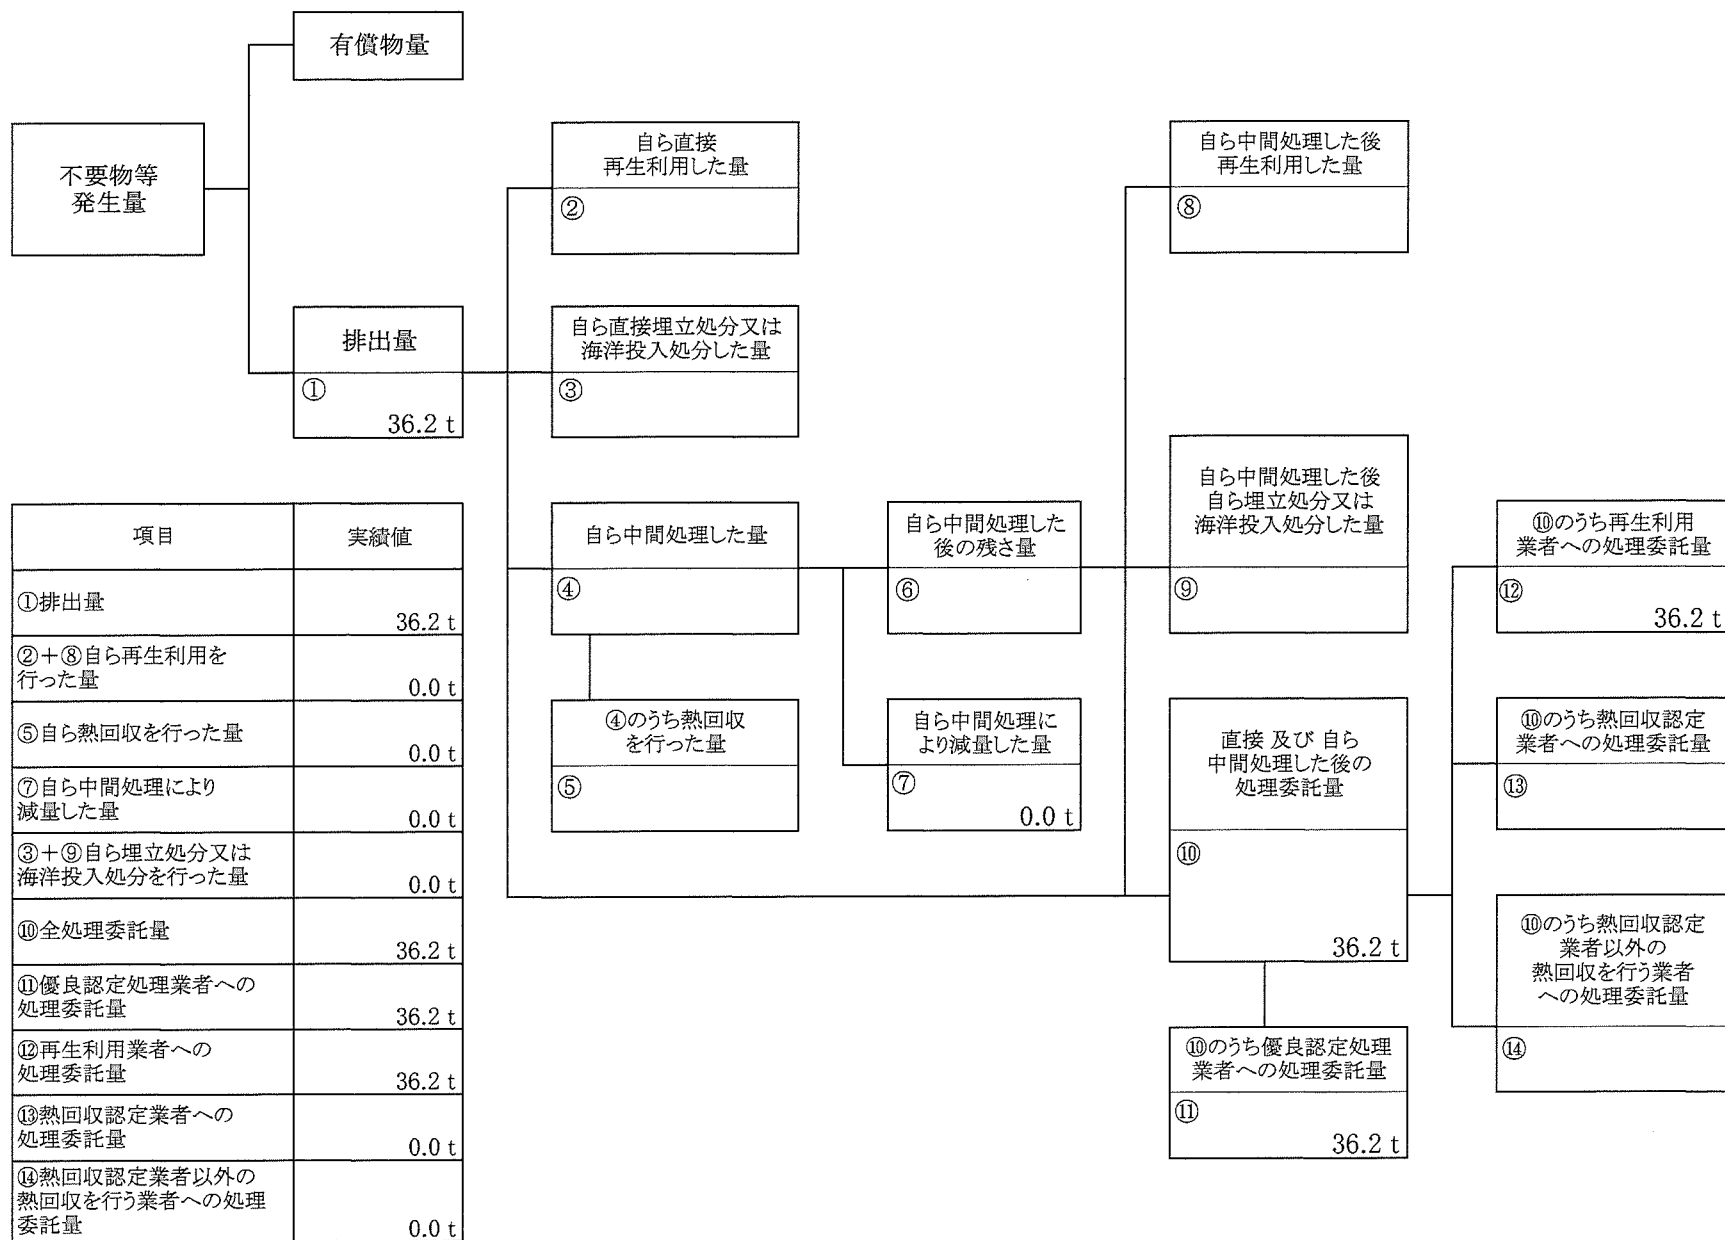 有償物量
不要物等
発生量
排出量
①
36.2 t
自ら直接
再生利用した量
②
自ら直接埋立処分又は
海洋投入処分した量
③
自ら中間処理した量
④
④のうち熱回収
を行った量
⑤
自ら中間処理した
後の残さ量
⑥
自ら中間処理に
より減量した量
⑦
0.0 t
自ら中間処理した後
再生利用した量
⑧
自ら中間処理した後
自ら埋立処分又は
海洋投入処分した量
⑨
直接 及び 自ら
中間処理した後の
処理委託量
⑩
36.2 t
⑩のうち優良認定処理
業者への処理委託量
⑪
36.2 t
⑩のうち再生利用
業者への処理委託量
⑫
36.2 t
⑩のうち熱回収認定
業者への処理委託量
⑬
⑩のうち熱回収認定
業者以外の
熱回収を行う業者
への処理委託量
⑭
項目 実績値
①排出量
36.2 t
②+⑧自ら再生利用を
行った量
0.0 t
⑤自ら熱回収を行った量
0.0 t
⑦自ら中間処理により
減量した量
0.0 t
③+⑨自ら埋立処分又は
海洋投入処分を行った量
0.0 t
⑩全処理委託量
36.2 t
⑪優良認定処理業者への
処理委託量
36.2 t
⑫再生利用業者への
処理委託量
36.2 t
⑬熱回収認定業者への
処理委託量
0.0 t
⑭熱回収認定業者以外の
熱回収を行う業者への処理
委託量
0.0 t